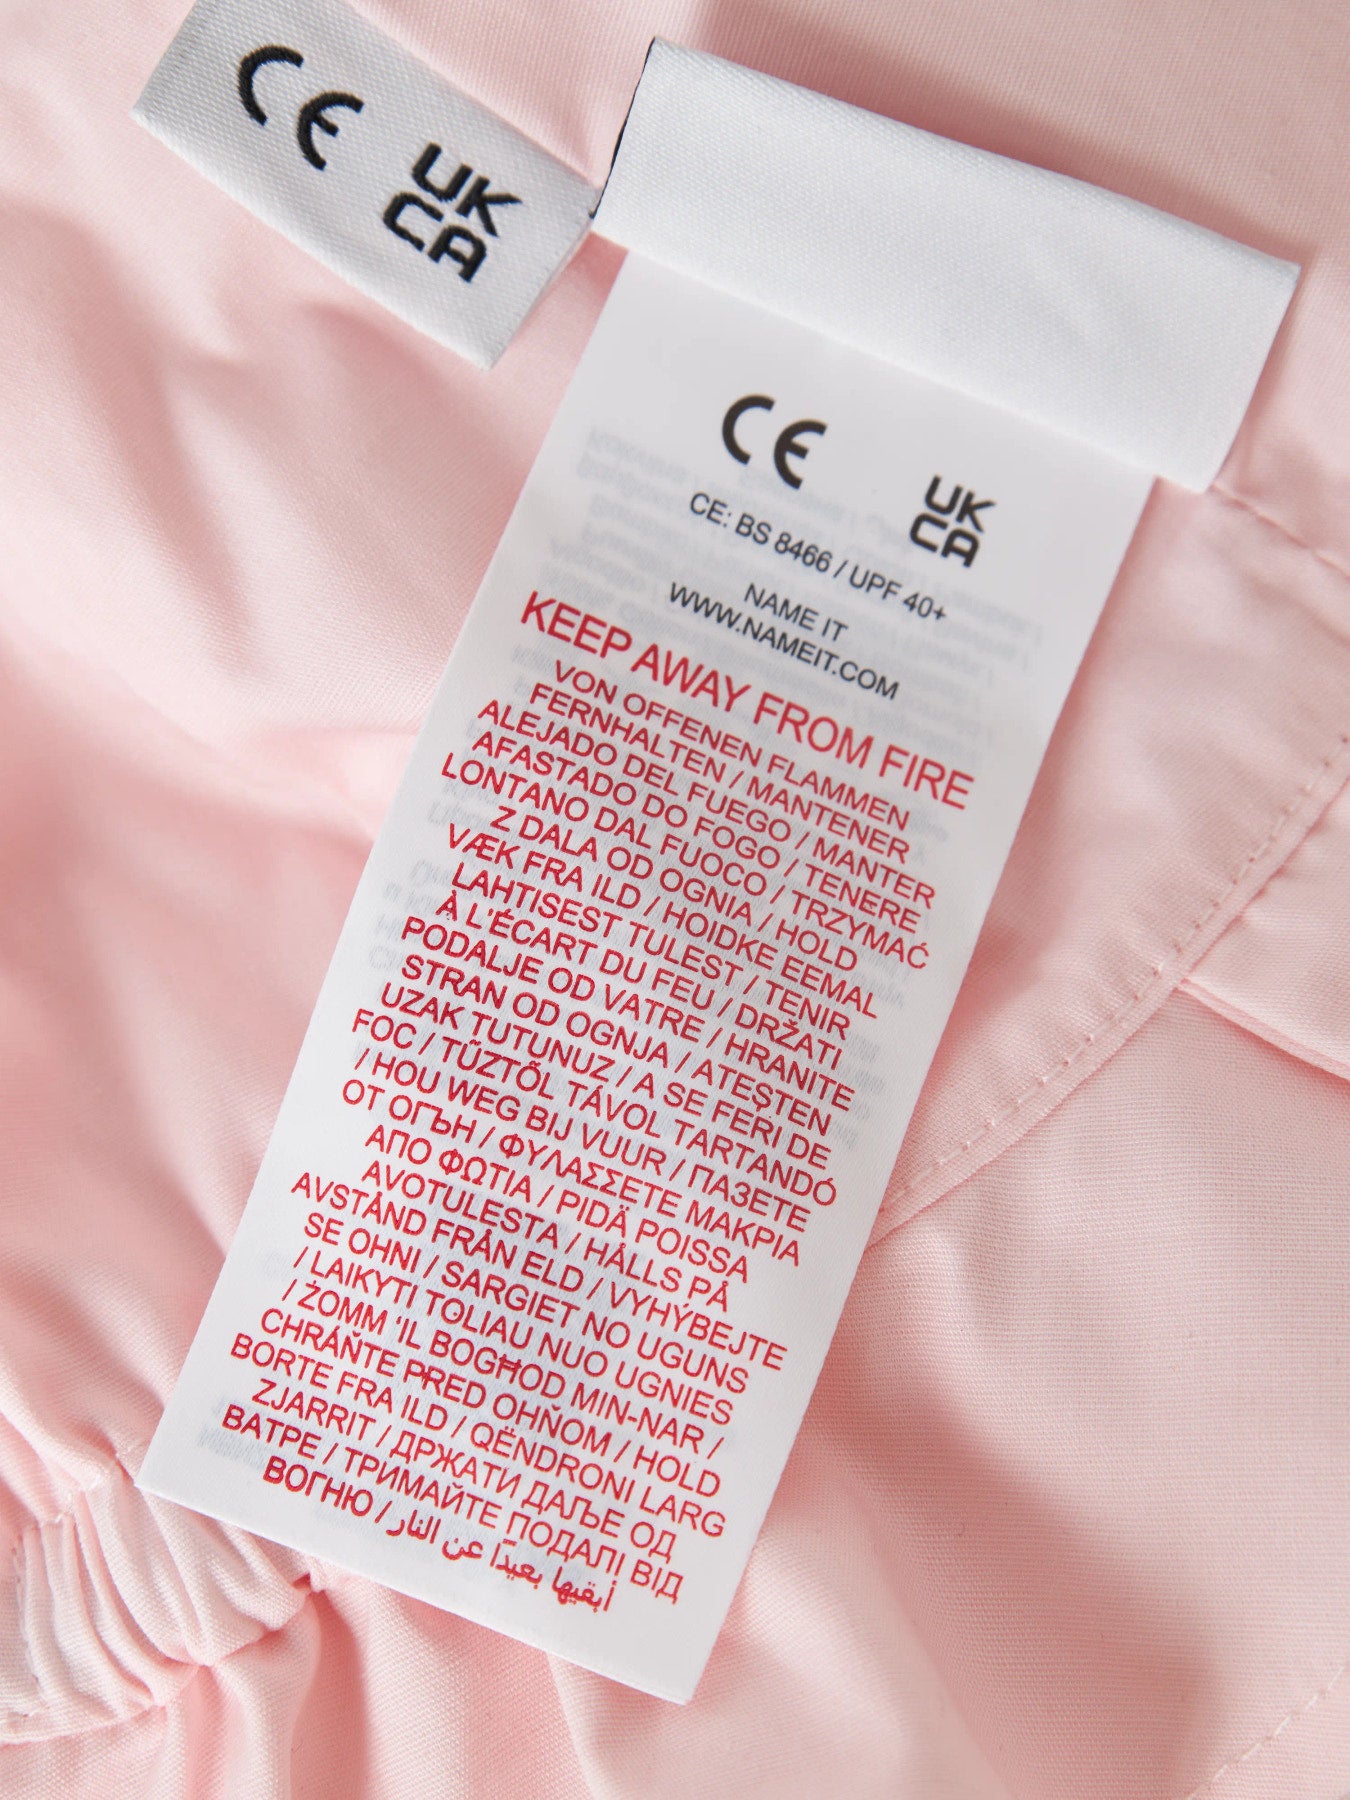 CE
UK
CA
CE
UK
CA
CE: BS 8466 / UPF 40+
NAME IT
WWW.NAMEIT.COM
KEEP AWAY FROM FIRE
VON OFFENEN FLAMMEN
FERNHALTEN / MANTENER
ALEJADO DEL FUEGO / MANTER
AFASTADO DO FOGO / TENERE
LONTANO DAL FUOCO / TRZYMAĆ
Z DALA OD OGNIA / HOLD
VÆK FRA ILD / HOIDKE EEMAL
LAHTISEST TULEST / TENIR
À L'ÉCART DU FEU / DRŽATI
PODALJE OD VATRE / HRANITE
STRAN OD OGNJA / ATEŞTEN
UZAK TUTUNUZ / A SE FERI DE
FOC / TŰZTŐL TÁVOL TARTANDÓ
/ HOU WEG BIJ VUUR / ПАЗЕТЕ
ОТ ОГЪН / ΦΥΛΑΣΣΕΤΕ ΜΑΚΡΙΑ
ΑΠΟ ΦΩΤΙΑ / PIDÄ POISSA
AVOTULESTA / HÅLLS PÅ
AVSTÅND FRÅN ELD / VYHÝBEJTE
SE OHNI / SARGIET NO UGUNS
/ LAIKYTI TOLIAU NUO UGNIES
/ ŻOMM 'IL BOGĦOD MIN-NAR /
CHRÁŇTE PRED OHŇOM / HOLD
BORTE FRA ILD / QËNDRONI LARG
ZJARRIT / ДРЖАТИ ДАЉЕ ОД
ВАТРЕ / ТРИМАЙТЕ ПОДАЛІ ВІД
ВОГНЮ / أبقيها بعيدًا عن النار